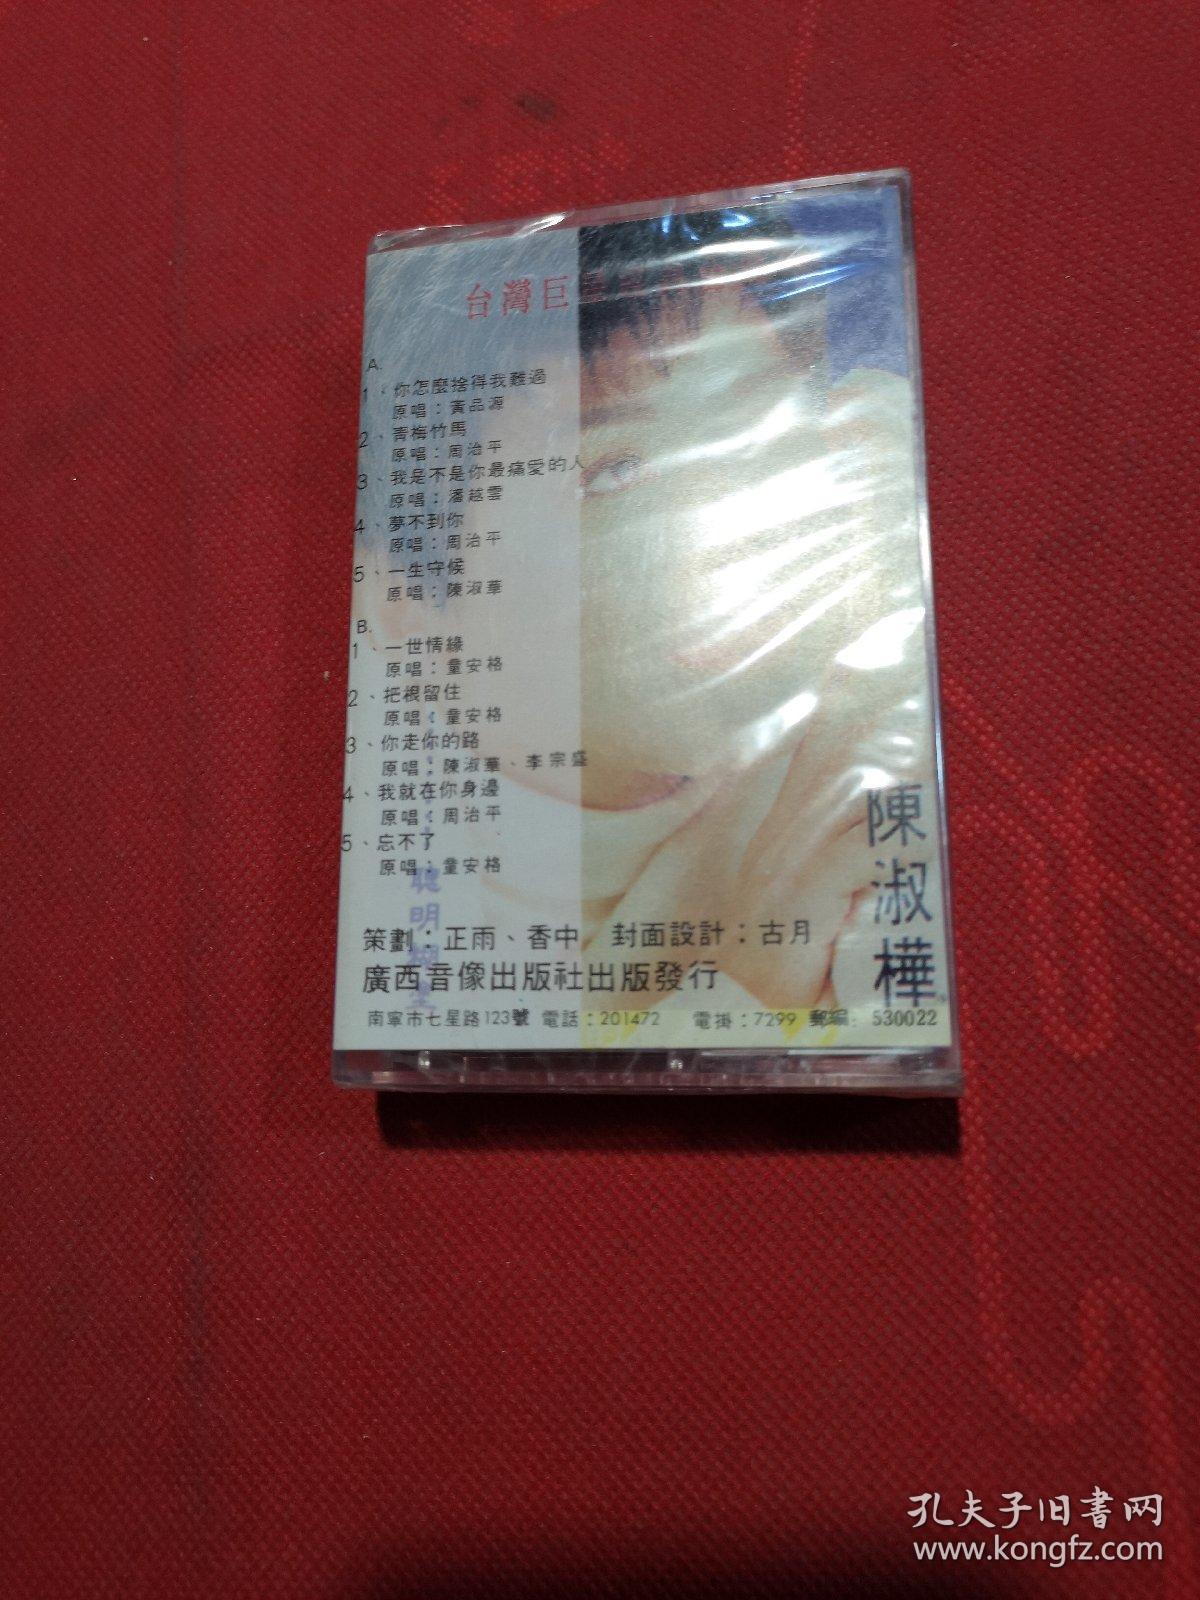 台灣巨星
A.
1、你怎麼捨得我難過
原唱：黃品源
2、青梅竹馬
原唱：周治平
3、我是不是你最痛愛的人
原唱：潘越雲
4、夢不到你
原唱：周治平
5、一生守候
原唱：陳淑華
B.
1、一世情緣
原唱：童安格
2、把根留住
原唱：童安格
3、你走你的路
原唱：陳淑華、李宗盛
4、我就在你身邊
原唱：周治平
5、忘不了
原唱：童安格
聰明
陳淑樺
策劃：正雨、香中 封面設計：古月
廣西音像出版社出版發行
南寧市七星路123號 電話：201472 電掛：7299 郵編：530022
孔夫子旧书网
www.kongfz.com